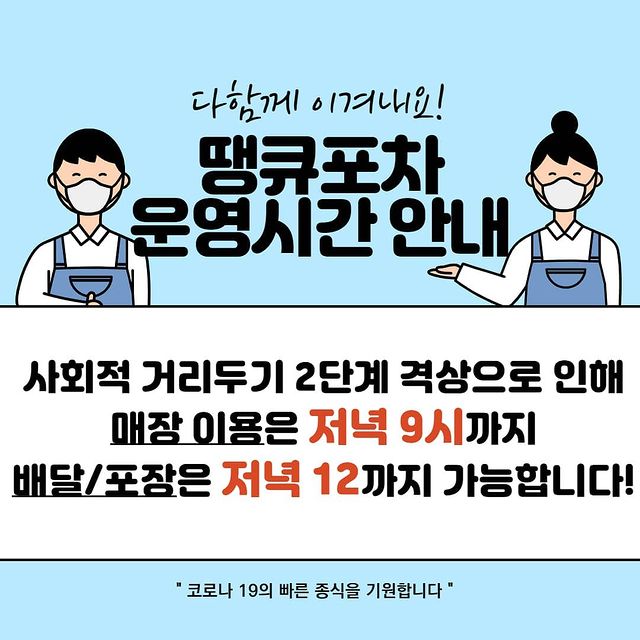 다함께 이겨내요!
땡큐포차
운영시간 안내
사회적 거리두기 2단계 격상으로 인해
매장 이용은 저녁 9시까지
배달/포장은 저녁 12까지 가능합니다!
" 코로나 19의 빠른 종식을 기원합니다 "